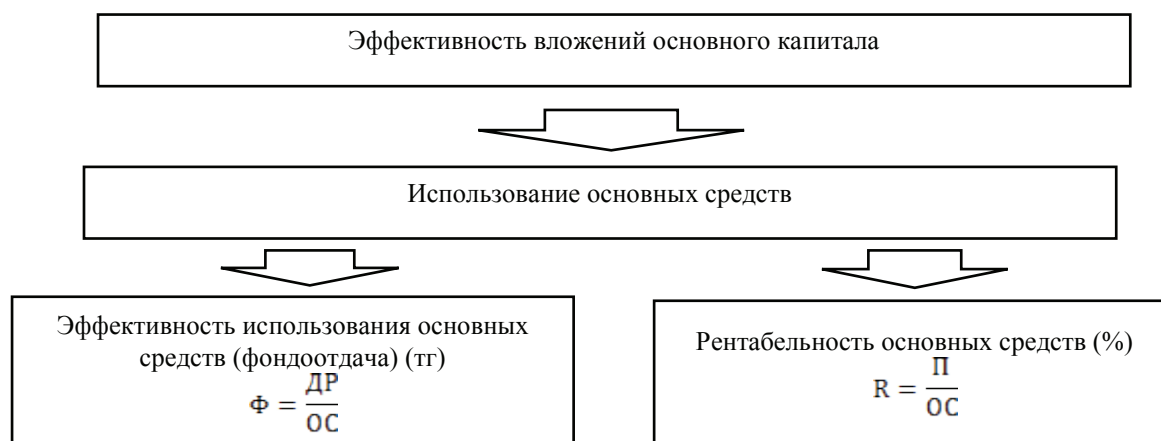 Эффективность вложений основного капитала
Использование основных средств
Эффективность использования основных
средств (фондоотдача) (тг)
Ф = ДР/ОС
Рентабельность основных средств (%)
R = П/ОС